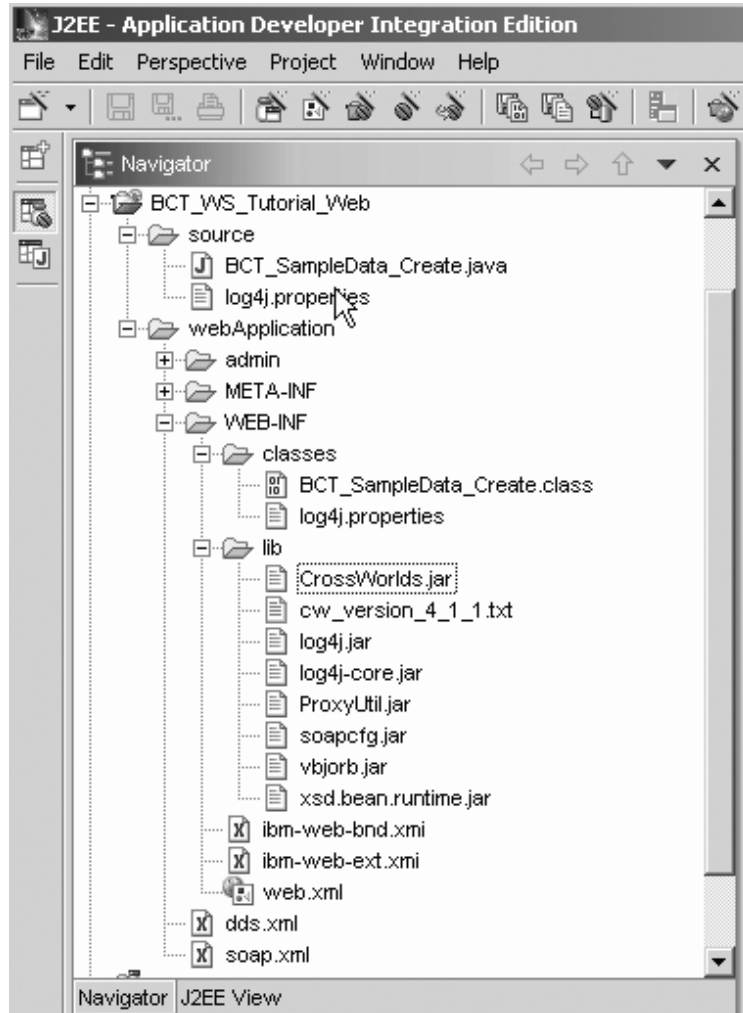 J2EE - Application Developer Integration Edition
File Edit Perspective Project Window Help
Navigator
BCT_WS_Tutorial_Web
source
BCT_SampleData_Create.java
log4j.properties
webApplication
admin
META-INF
WEB-INF
classes
BCT_SampleData_Create.class
log4j.properties
lib
CrossWorlds.jar
cw_version_4_1_1.txt
log4j.jar
log4j-core.jar
ProxyUtil.jar
soapcfg.jar
vbjorb.jar
xsd.bean.runtime.jar
ibm-web-bnd.xmi
ibm-web-ext.xmi
web.xml
dds.xml
soap.xml
Navigator J2EE View